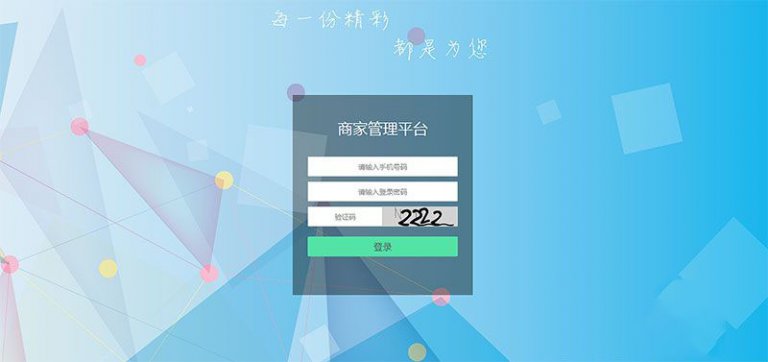 每一份精彩
都是为您
商家管理平台
请输入手机号码
请输入登录密码
验证码 2222
登录